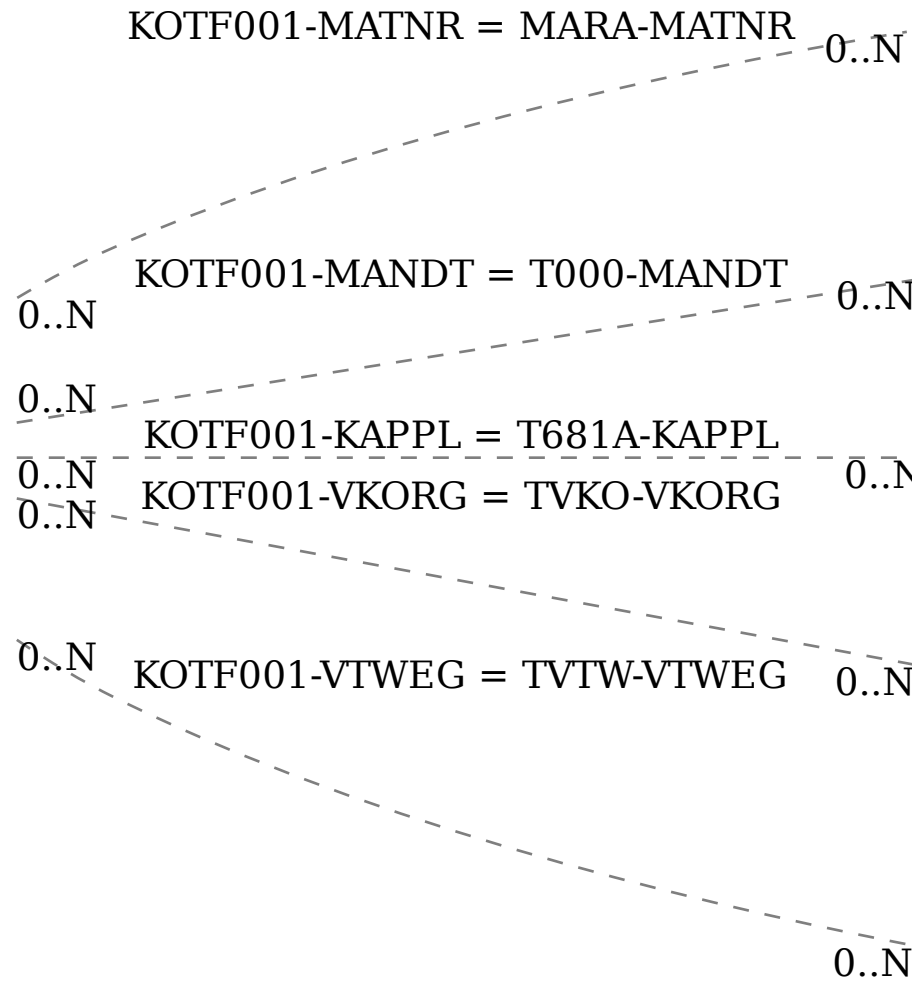 KOTF001-MATNR = MARA-MATNR
0..N
KOTF001-MANDT = T000-MANDT
0..N
0..N
0..N
KOTF001-KAPPL = T681A-KAPPL
0..N
0..N
KOTF001-VKORG = TVKO-VKORG
0..N
0..N
KOTF001-VTWEG = TVTW-VTWEG
0..N
0..N